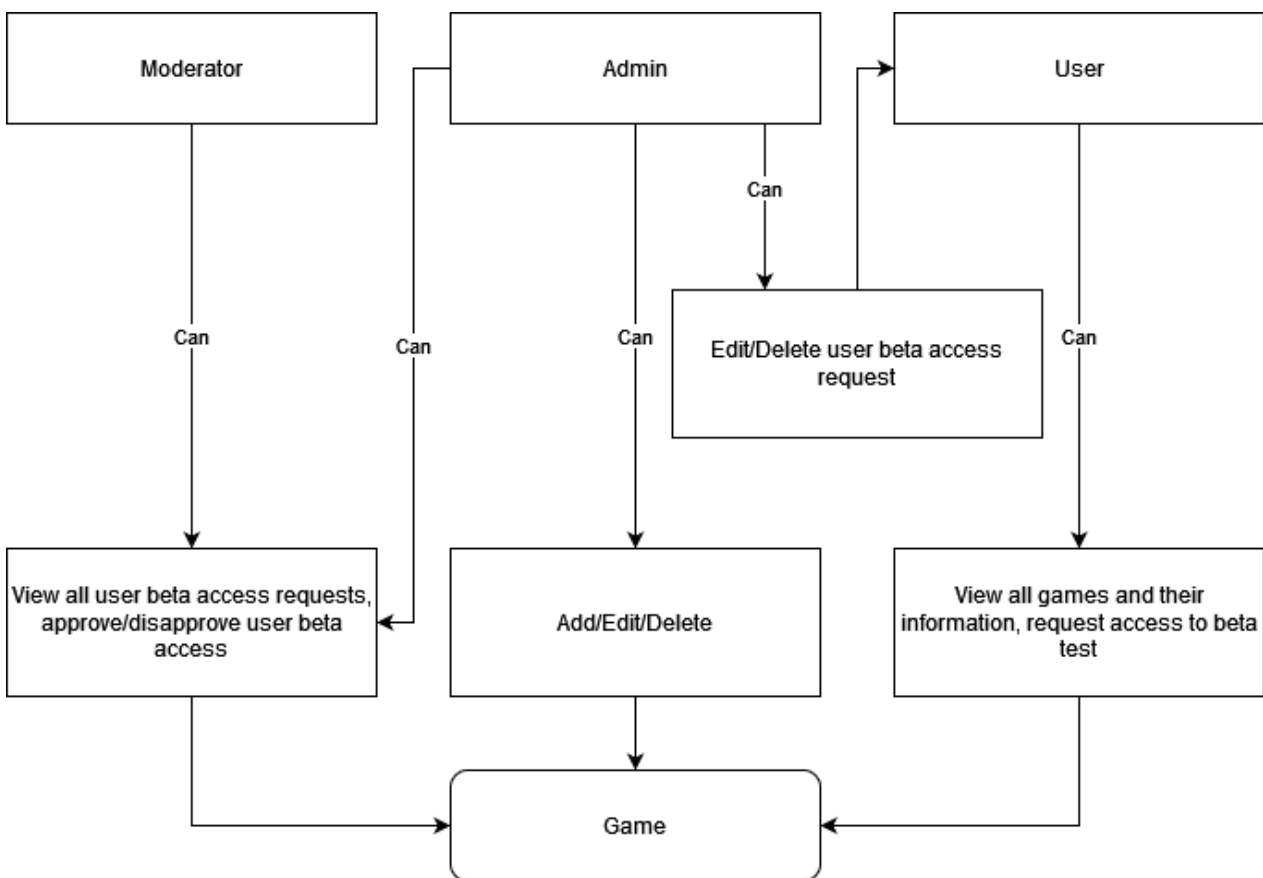 Moderator
Admin
User
Can
Can
Can
Can
Can
Edit/Delete user beta access
request
View all user beta access requests,
approve/disapprove user beta
access
Add/Edit/Delete
View all games and their
information, request access to beta
test
Game